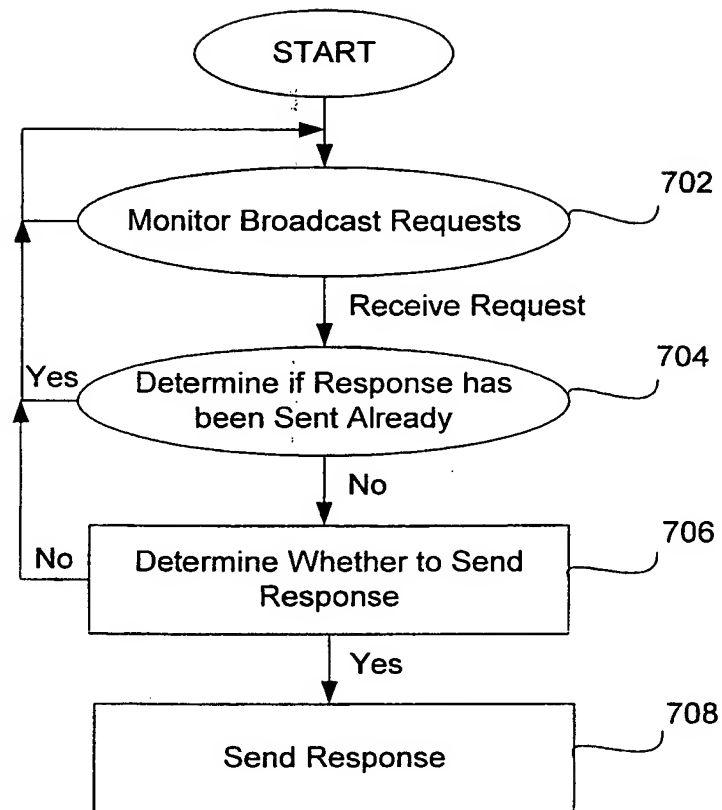 START
702
Monitor Broadcast Requests
Receive Request
704
Yes
Determine if Response has
been Sent Already
No
706
No
Determine Whether to Send
Response
Yes
708
Send Response